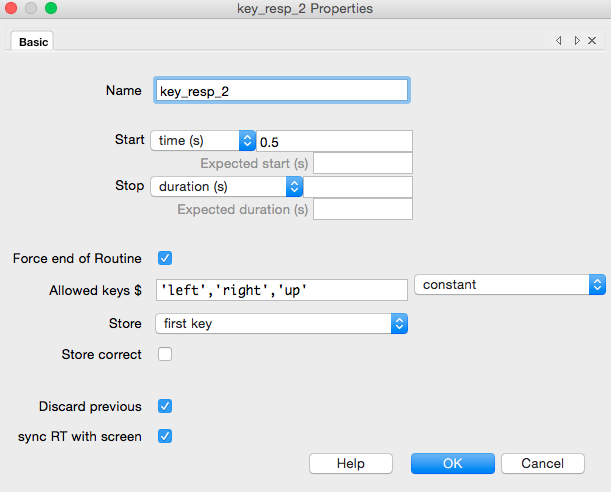 key_resp_2 Properties
Basic
Name key_resp_2
Start time (s) 0.5
Expected start (s)
Stop duration (s)
Expected duration (s)
Force end of Routine
Allowed keys $ 'left','right','up' constant
Store first key
Store correct
Discard previous
sync RT with screen
Help OK Cancel